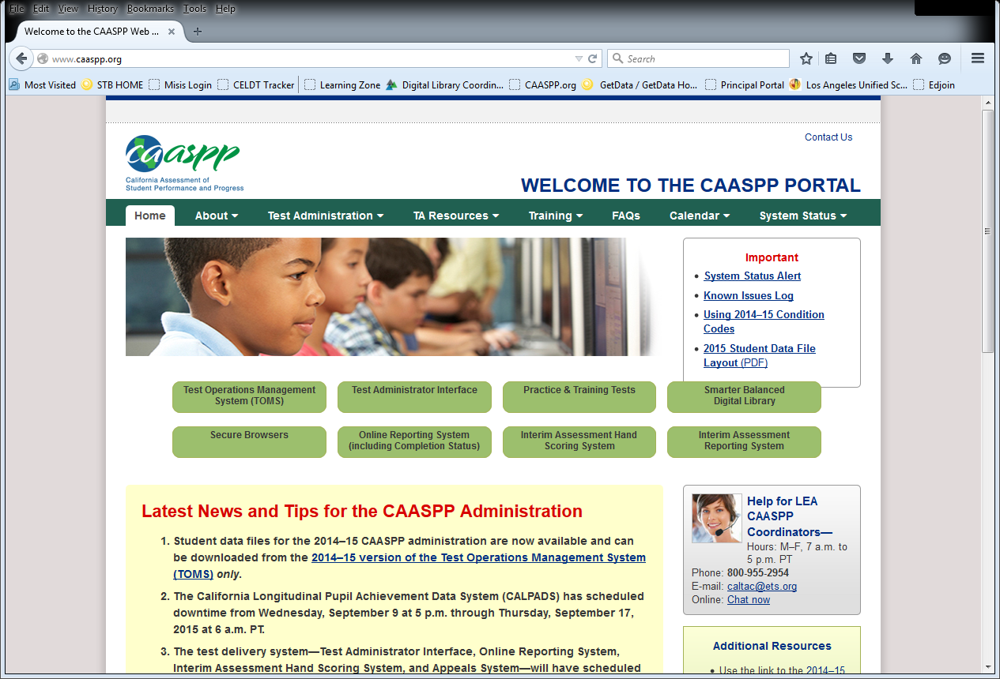 File Edit View History Bookmarks Tools Help
Welcome to the CAASPP Web ...
www.caaspp.org
Search
Most Visited STB HOME Misis Login CELDT Tracker Learning Zone Digital Library Coordin... CAASPP.org GetData / GetData Ho... Principal Portal Los Angeles Unified Sc... Edjoin
Contact Us
caaspp
California Assessment of
Student Performance and Progress
WELCOME TO THE CAASPP PORTAL
Home About Test Administration TA Resources Training FAQs Calendar System Status
Important
• System Status Alert
• Known Issues Log
• Using 2014–15 Condition
Codes
• 2015 Student Data File
Layout (PDF)
Test Operations Management
System (TOMS)
Test Administrator Interface
Practice & Training Tests
Smarter Balanced
Digital Library
Secure Browsers
Online Reporting System
(including Completion Status)
Interim Assessment Hand
Scoring System
Interim Assessment
Reporting System
Latest News and Tips for the CAASPP Administration
1. Student data files for the 2014–15 CAASPP administration are now available and can
be downloaded from the 2014–15 version of the Test Operations Management System
(TOMS) only.
2. The California Longitudinal Pupil Achievement Data System (CALPADS) has scheduled
downtime from Wednesday, September 9 at 5 p.m. through Thursday, September 17,
2015 at 6 a.m. PT.
3. The test delivery system—Test Administrator Interface, Online Reporting System,
Interim Assessment Hand Scoring System, and Appeals System—will have scheduled
Help for LEA
CAASPP
Coordinators—
Hours: M–F, 7 a.m. to
5 p.m. PT
Phone: 800-955-2954
E-mail: caltac@ets.org
Online: Chat now
Additional Resources
• Use the link to the 2014–15